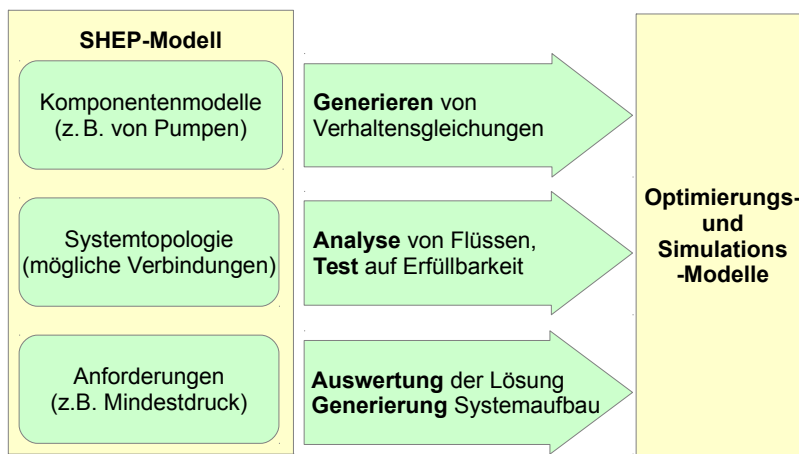 SHEP-Modell
Komponentenmodelle
(z. B. von Pumpen)
Systemtopologie
(mögliche Verbindungen)
Anforderungen
(z.B. Mindestdruck)
Generieren von
Verhaltensgleichungen
Analyse von Flüssen,
Test auf Erfüllbarkeit
Auswertung der Lösung
Generierung Systemaufbau
Optimierungs-
und
Simulations
-Modelle